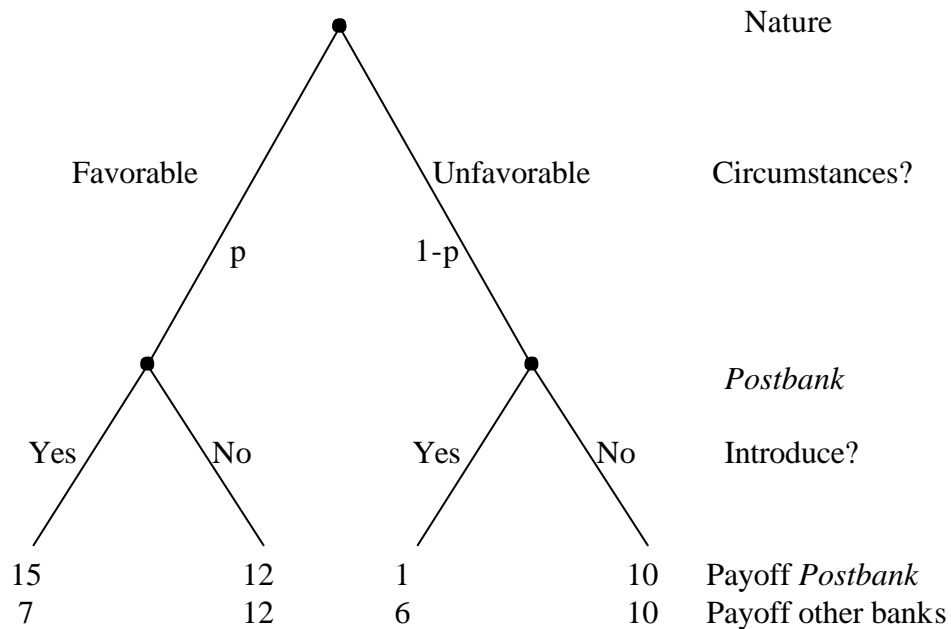 Nature
Favorable Unfavorable Circumstances?
p 1-p
Postbank
Yes No Yes No Introduce?
15 12 1 10 Payoff Postbank
7 12 6 10 Payoff other banks